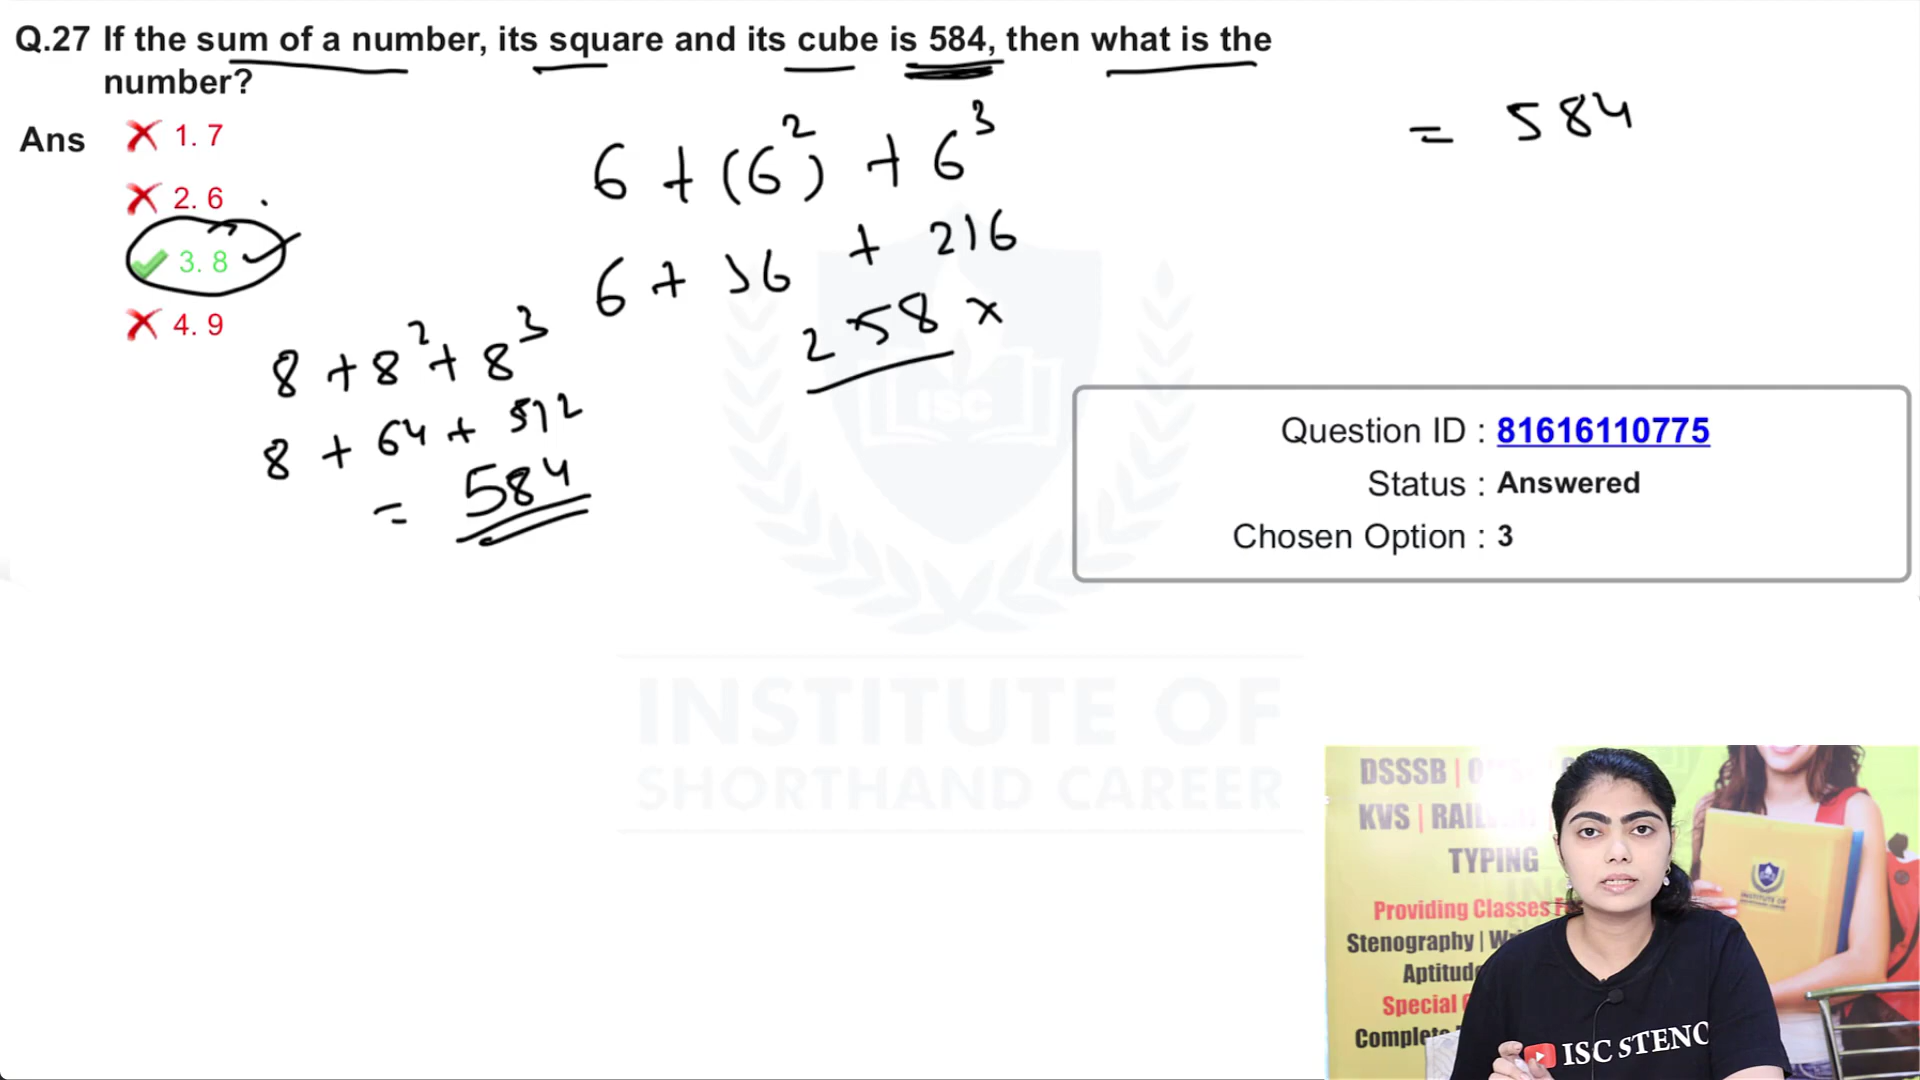 Q.27 If the sum of a number, its square and its cube is 584, then what is the
number?
Ans
1. 7
2. 6
3. 8
4. 9
= 584
6 + (6²) + 6³
6 + 36 + 216
258 x
8 + 8² + 8³
8 + 64 + 512
= 584
Question ID : 81616110775
Status : Answered
Chosen Option : 3
ISC
INSTITUTE OF
SHORTHAND CAREER
DSSSB |
KVS |
TYPING
Providing Classes
Stenography |
Special
INSTITUTE OF
ISC STENO